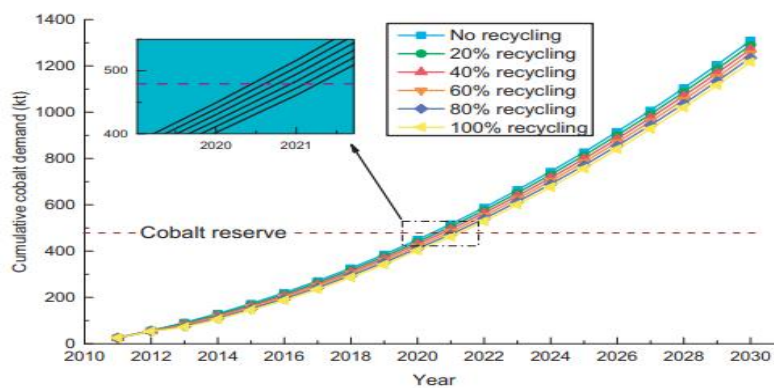 1400
1200
1000
800
600
400
200
0
Cumulative cobalt demand (kt)
500
400
2020 2021
No recycling
20% recycling
40% recycling
60% recycling
80% recycling
100% recycling
Cobalt reserve
2010 2012 2014 2016 2018 2020 2022 2024 2026 2028 2030
Year